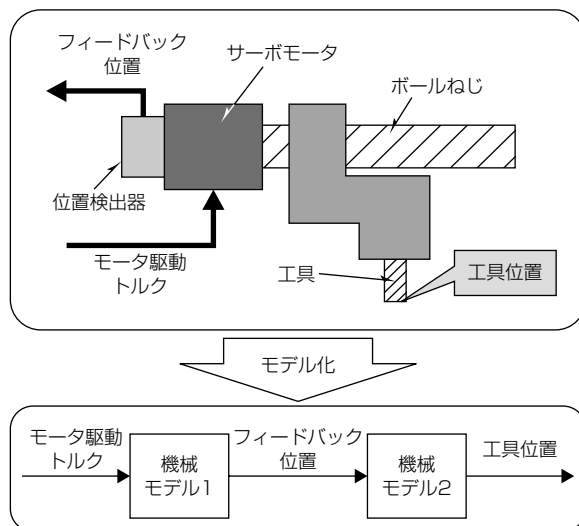 フィードバック
位置
サーボモータ
ボールねじ
位置検出器
モータ駆動
トルク
工具
工具位置
モデル化
モータ駆動
トルク
機械
モデル1
フィードバック
位置
機械
モデル2
工具位置